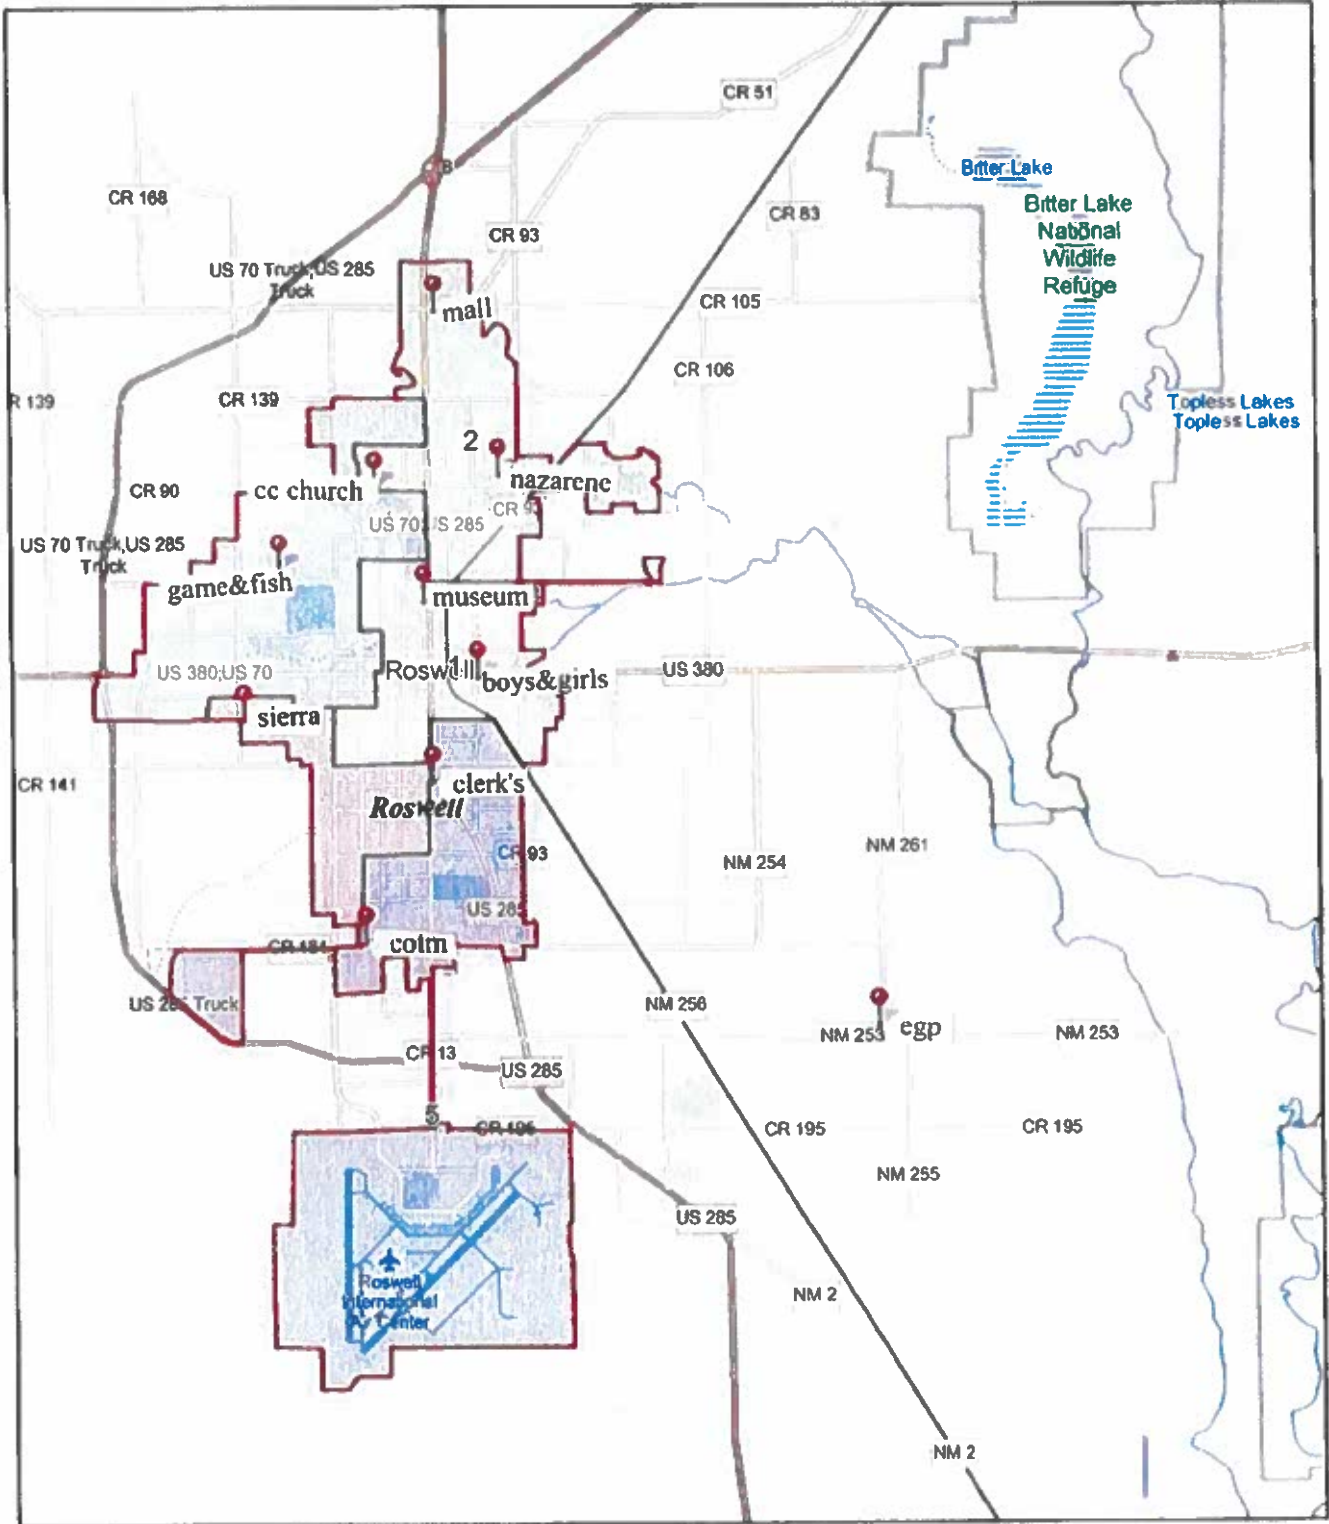 CR 51
Bitter Lake
CR 168
Bitter Lake
National
Wildlife
Refuge
CR 83
CR 93
US 70 Truck;US 285
Truck
mall
CR 105
CR 106
R 139
CR 139
Topless Lakes
Topless Lakes
2
nazarene
cc church
CR 90
US 70;US 285
US 70 Truck,US 285
Truck
game&fish
museum
US 380;US 70
Roswell
1
boys&girls
US 380
sierra
CR 141
clerk's
Roswell
CR 93
NM 254
NM 261
US 285
colm
US 285 Truck
NM 256
NM 253
egp
NM 253
CR 13
US 285
5
CR 195
CR 195
NM 255
US 285
Roswell
International
Air Center
NM 2
NM 2